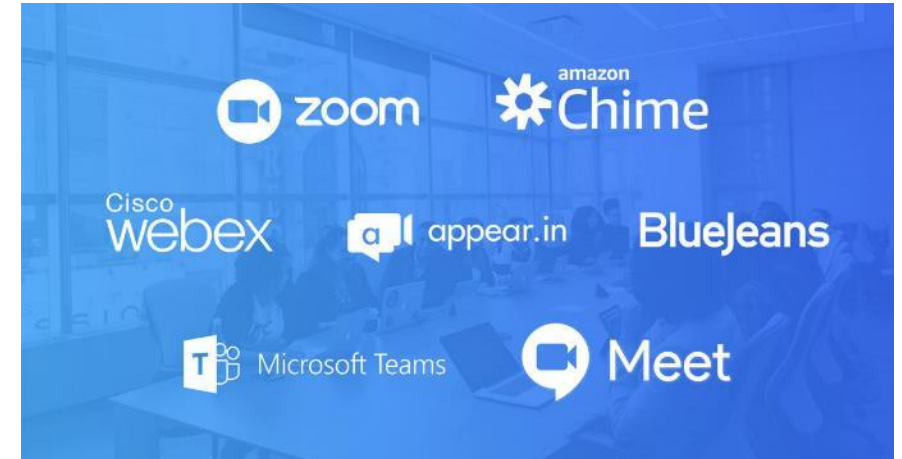 zoom
amazon
Chime
Cisco
webex
a appear.in
BlueJeans
T Microsoft Teams
Meet